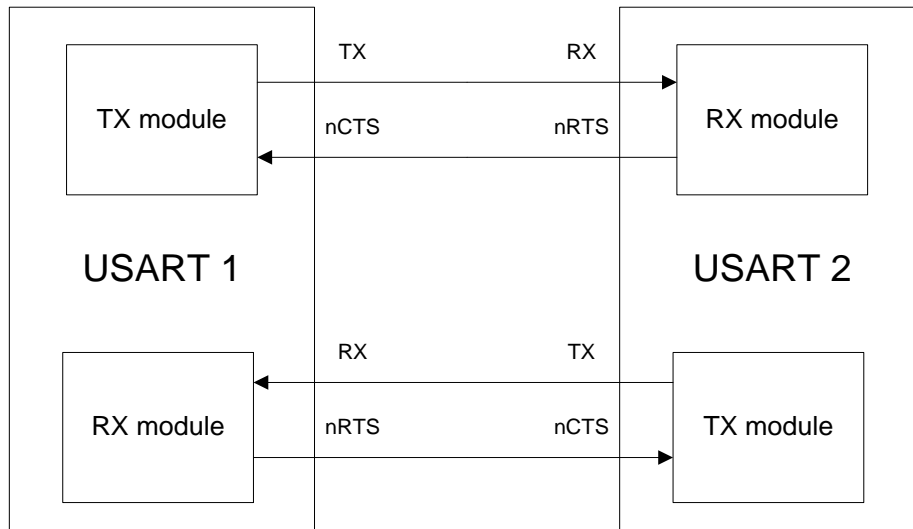 TX RX
TX module RX module
nCTS nRTS
USART 1 USART 2
RX TX
RX module TX module
nRTS nCTS